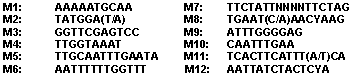 M1: AAAAATGCAA
M2: TATGGA(T/A)
M3: GGTTCGAGTCC
M4: TTGGTAAAT
M5: TTGCAATTTGAATA
M6: AATTTTTTGGTTT
M7: TTCTATTNNNNTTCTAG
M8: TGAAT(C/A)AACYAAG
M9: ATTTGGGGAG
M10: CAATTTGAA
M11: TCACTTCATTT(A/T)CA
M12: AATTATCTACTCYA